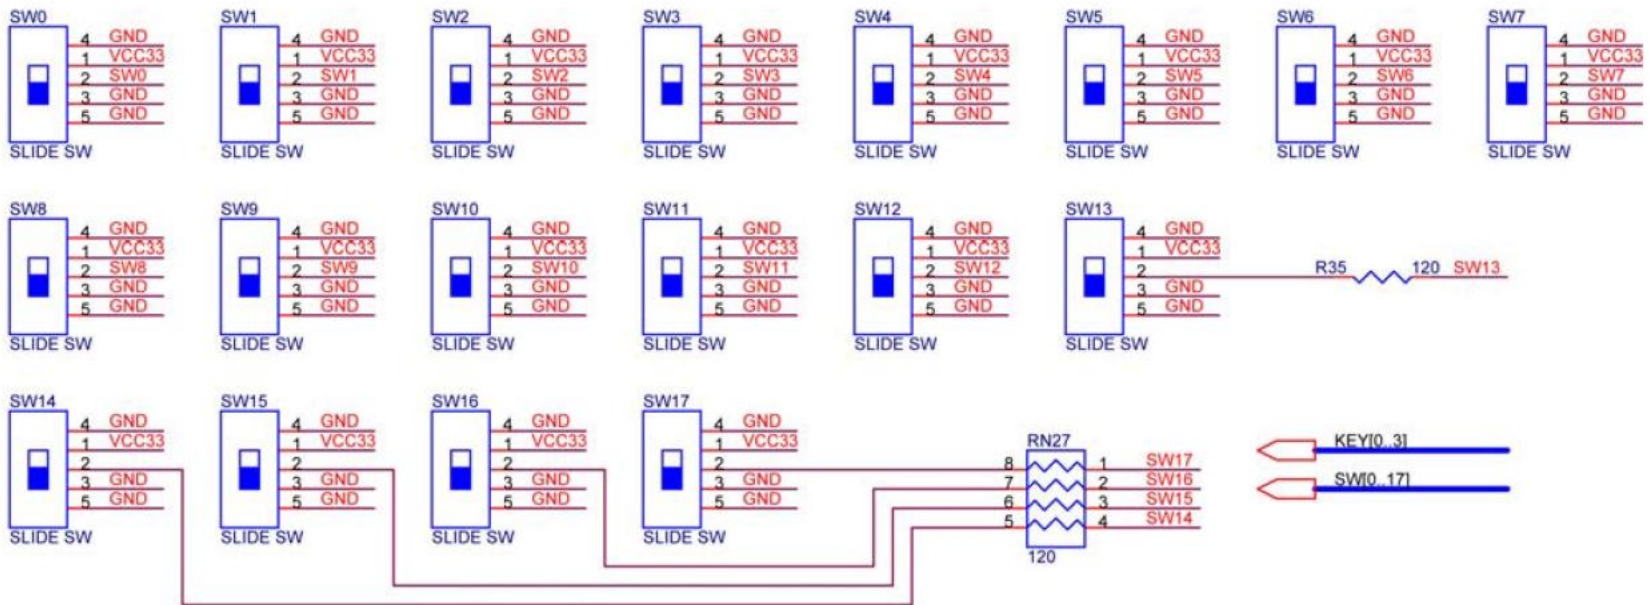 SW0 SW1 SW2 SW3 SW4 SW5 SW6 SW7
4 GND 4 GND 4 GND 4 GND 4 GND 4 GND 4 GND 4 GND
1 VCC33 1 VCC33 1 VCC33 1 VCC33 1 VCC33 1 VCC33 1 VCC33 1 VCC33
2 SW0 2 SW1 2 SW2 2 SW3 2 SW4 2 SW5 2 SW6 2 SW7
3 GND 3 GND 3 GND 3 GND 3 GND 3 GND 3 GND 3 GND
5 GND 5 GND 5 GND 5 GND 5 GND 5 GND 5 GND 5 GND
SLIDE SW SLIDE SW SLIDE SW SLIDE SW SLIDE SW SLIDE SW SLIDE SW SLIDE SW
SW8 SW9 SW10 SW11 SW12 SW13
4 GND 4 GND 4 GND 4 GND 4 GND 4 GND
1 VCC33 1 VCC33 1 VCC33 1 VCC33 1 VCC33 1 VCC33
2 SW8 2 SW9 2 SW10 2 SW11 2 SW12 2 R35 120 SW13
3 GND 3 GND 3 GND 3 GND 3 GND 3 GND
5 GND 5 GND 5 GND 5 GND 5 GND 5 GND
SLIDE SW SLIDE SW SLIDE SW SLIDE SW SLIDE SW SLIDE SW
SW14 SW15 SW16 SW17
4 GND 4 GND 4 GND 4 GND
1 VCC33 1 VCC33 1 VCC33 1 VCC33 RN27 KEY[0..3]
2 2 2 2 8 1 SW17
3 GND 3 GND 3 GND 3 GND 7 2 SW16 SW[0..17]
5 GND 5 GND 5 GND 5 GND 6 3 SW15
5 4 SW14
SLIDE SW SLIDE SW SLIDE SW SLIDE SW
120